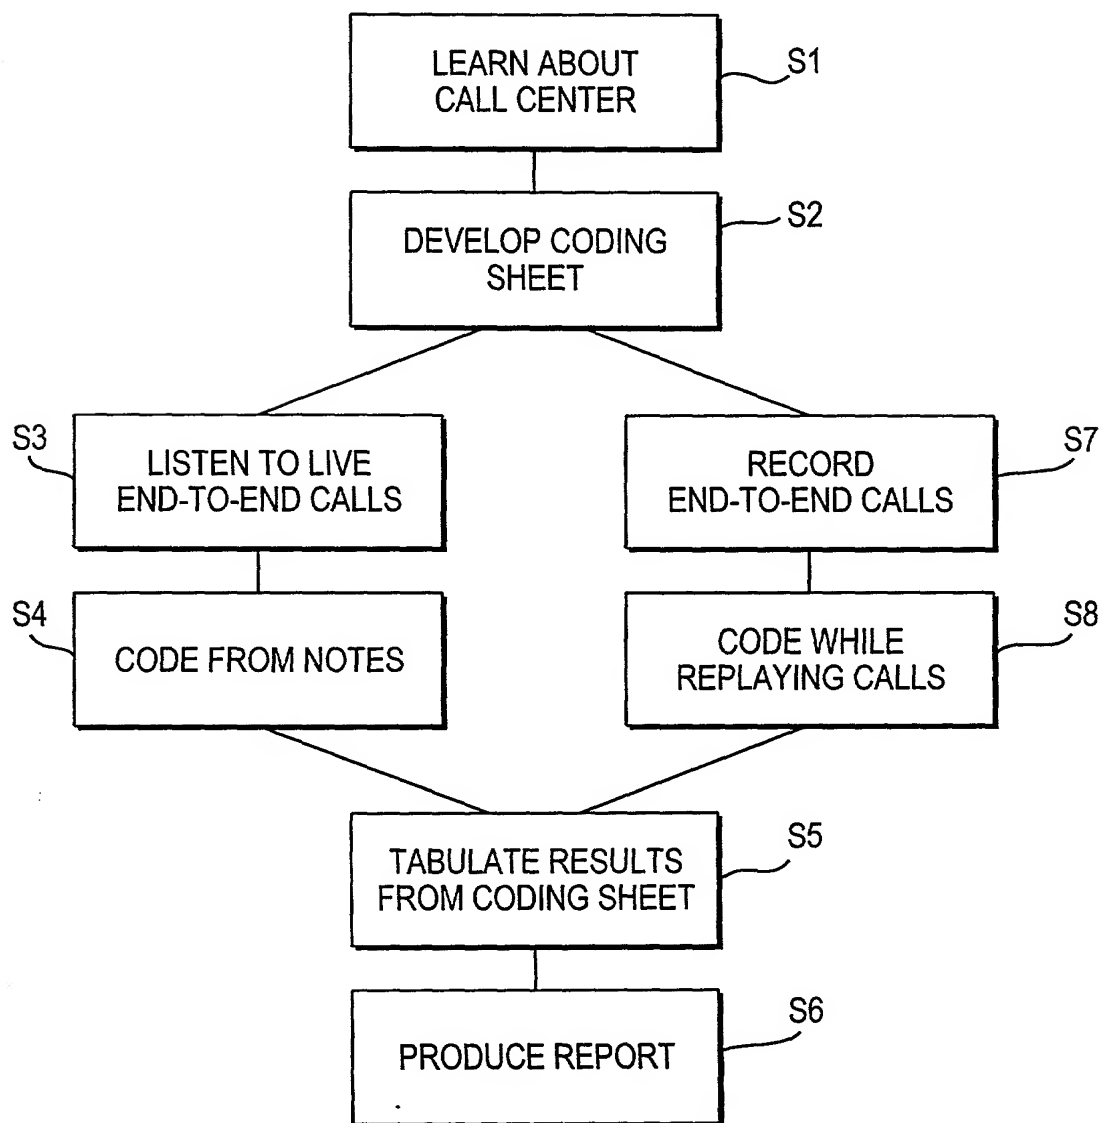 LEARN ABOUT
CALL CENTER
S1
DEVELOP CODING
SHEET
S2
S3
LISTEN TO LIVE
END-TO-END CALLS
RECORD
END-TO-END CALLS
S7
S4
CODE FROM NOTES
CODE WHILE
REPLAYING CALLS
S8
TABULATE RESULTS
FROM CODING SHEET
S5
PRODUCE REPORT
S6